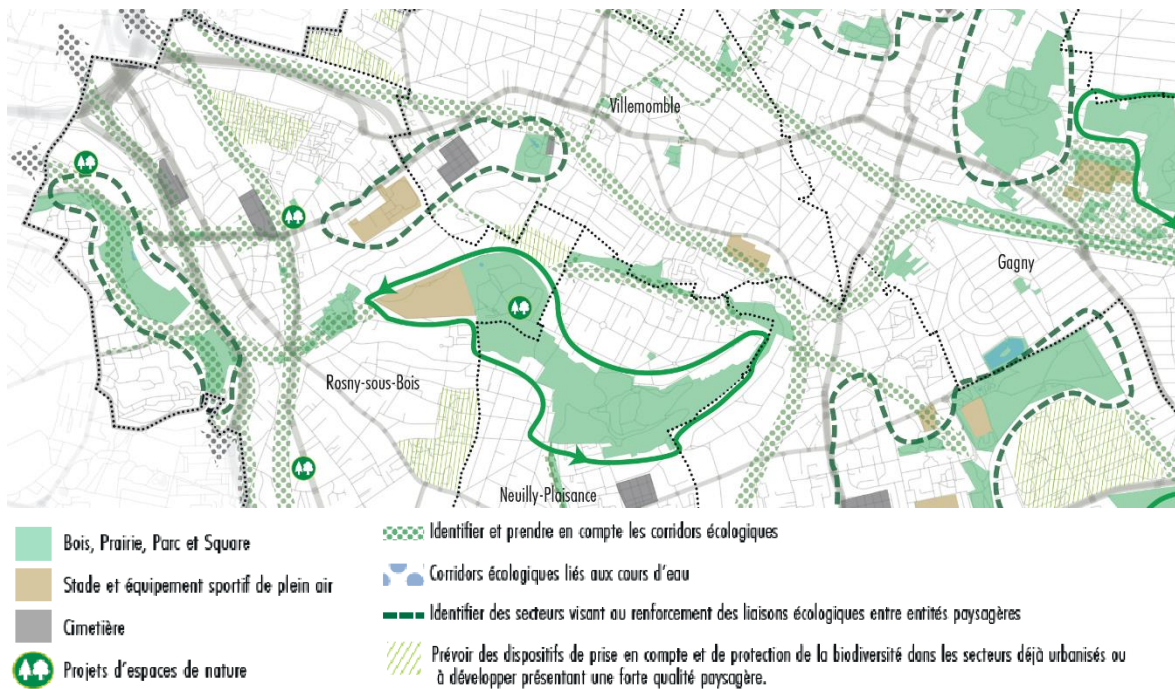 Villemomble
Gagny
Rosny-sous-Bois
Neuilly-Plaisance
Bois, Prairie, Parc et Square
Stade et équipement sportif de plein air
Cimetière
Projets d'espaces de nature
Identifier et prendre en compte les corridors écologiques
Corridors écologiques liés aux cours d'eau
Identifier des secteurs visant au renforcement des liaisons écologiques entre entités paysagères
Prévoir des dispositifs de prise en compte et de protection de la biodiversité dans les secteurs déjà urbanisés ou
à développer présentant une forte qualité paysagère.